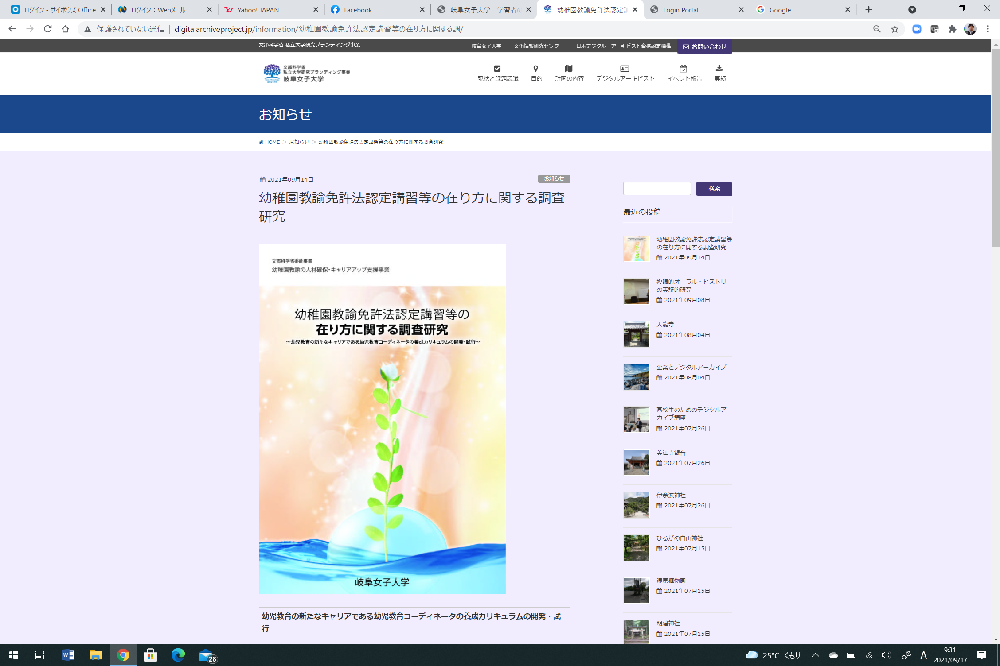 ログイン - サイボウズ Office
ログイン：Webメール
Yahoo! JAPAN
Facebook
岐阜女子大学　学習者の
幼稚園教諭免許法認定講
Login Portal
Google
保護されていない通信 | digitalarchiveproject.jp/information/幼稚園教諭免許法認定講習等の在り方に関する調/
文部科学省 私立大学研究ブランディング事業
岐阜女子大学
文化情報研究センター
日本デジタル・アーキビスト資格認定機構
お問い合わせ
文部科学省
私立大学研究ブランディング事業
岐阜女子大学
現状と課題認識
目的
計画の内容
デジタルアーキビスト
イベント報告
実績
お知らせ
HOME > お知らせ > 幼稚園教諭免許法認定講習等の在り方に関する調査研究
2021年09月14日
お知らせ
幼稚園教諭免許法認定講習等の在り方に関する調査
研究
文部科学省委託事業
幼稚園教諭の人材確保・キャリアアップ支援事業
幼稚園教諭免許法認定講習等の
在り方に関する調査研究
～幼児教育の新たなキャリアである幼児教育コーディネータの養成カリキュラムの開発・試行～
岐阜女子大学
幼児教育の新たなキャリアである幼児教育コーディネータの養成カリキュラムの開発・試
行
検索
最近の投稿
幼稚園教諭免許法認定講習等
の在り方に関する調査研究
2021年09月14日
複眼的オーラル・ヒストリー
の実証的研究
2021年09月08日
天龍寺
2021年08月04日
企業とデジタルアーカイブ
2021年08月04日
高校生のためのデジタルアー
カイブ講座
2021年07月26日
美江寺観音
2021年07月26日
伊奈波神社
2021年07月26日
ひるがの白山神社
2021年07月15日
湿原植物園
2021年07月15日
明建神社
2021年07月15日
28
25°C くもり
A
9:31
2021/09/17